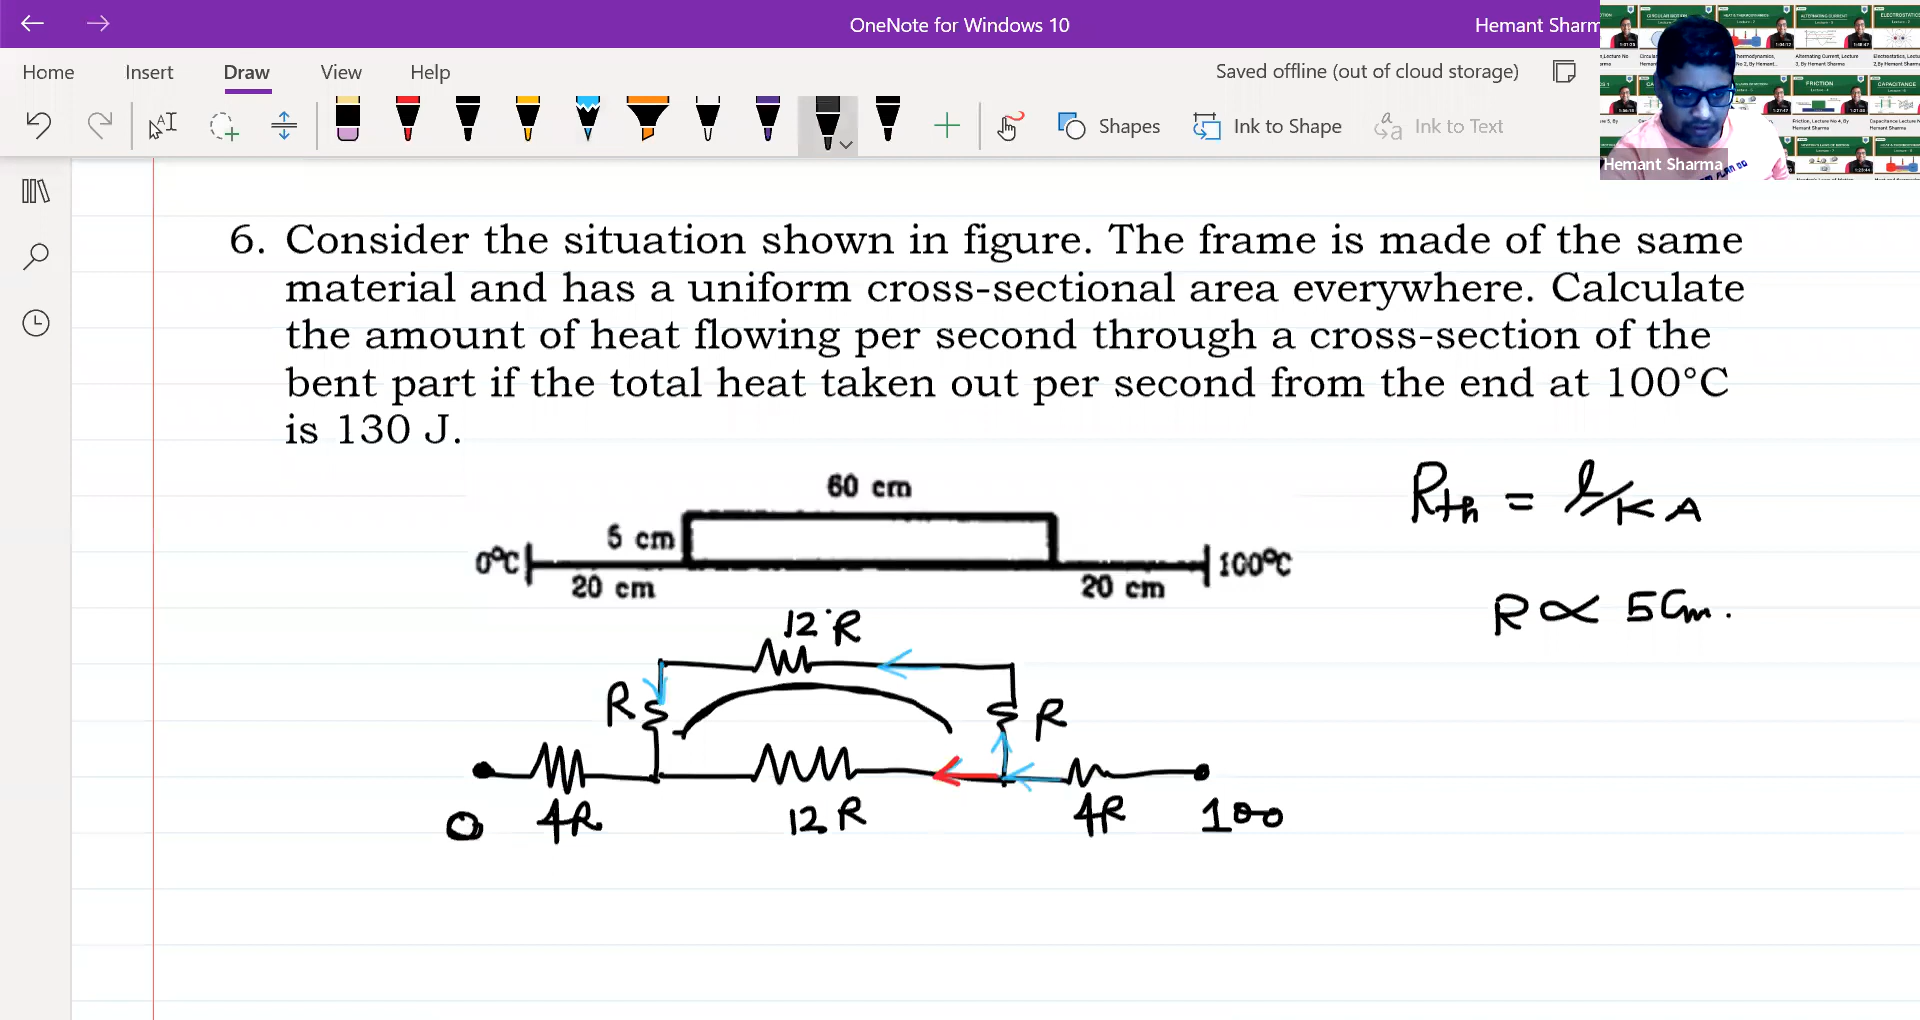 OneNote for Windows 10
Hemant Sharm
Home Insert Draw View Help
Saved offline (out of cloud storage)
Shapes
Ink to Shape
Ink to Text
Hemant Sharma
6. Consider the situation shown in figure. The frame is made of the same
material and has a uniform cross-sectional area everywhere. Calculate
the amount of heat flowing per second through a cross-section of the
bent part if the total heat taken out per second from the end at 100°C
is 130 J.
60 cm
5 cm
0°C
100°C
20 cm
20 cm
Rth = l/KA
R ∝ 5 Cm.
12 R
R
R
4R
12 R
4R
0
100